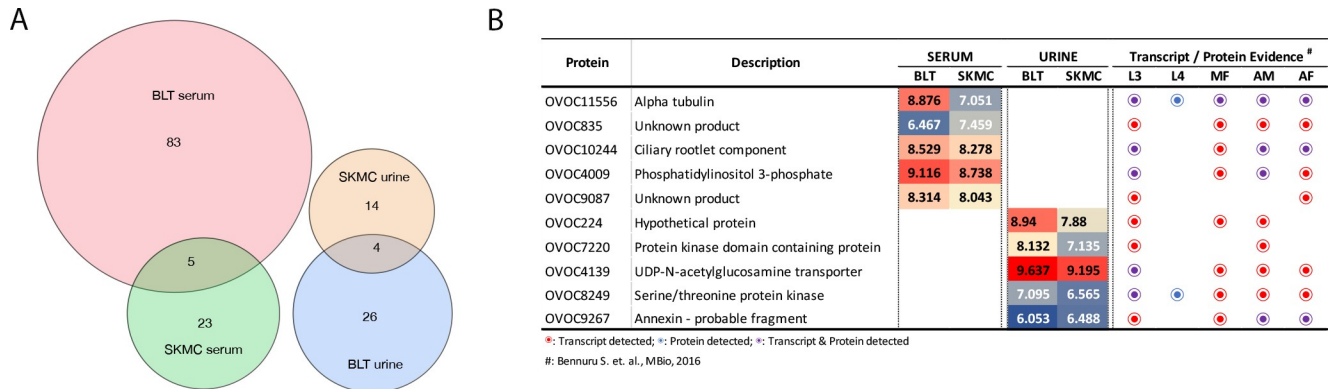 A
BLT serum
83
SKMC urine
14
4
5
23
SKMC serum
26
BLT urine
B
Protein Description SERUM URINE Transcript / Protein Evidence #
BLT SKMC BLT SKMC L3 L4 MF AM AF
OVOC11556 Alpha tubulin 8.876 7.051
OVOC835 Unknown product 6.467 7.459
OVOC10244 Ciliary rootlet component 8.529 8.278
OVOC4009 Phosphatidylinositol 3-phosphate 9.116 8.738
OVOC9087 Unknown product 8.314 8.043
OVOC224 Hypothetical protein 8.94 7.88
OVOC7220 Protein kinase domain containing protein 8.132 7.135
OVOC4139 UDP-N-acetylglucosamine transporter 9.637 9.195
OVOC8249 Serine/threonine protein kinase 7.095 6.565
OVOC9267 Annexin - probable fragment 6.053 6.488
: Transcript detected; : Protein detected; : Transcript & Protein detected
#: Bennuru S. et. al., MBio, 2016